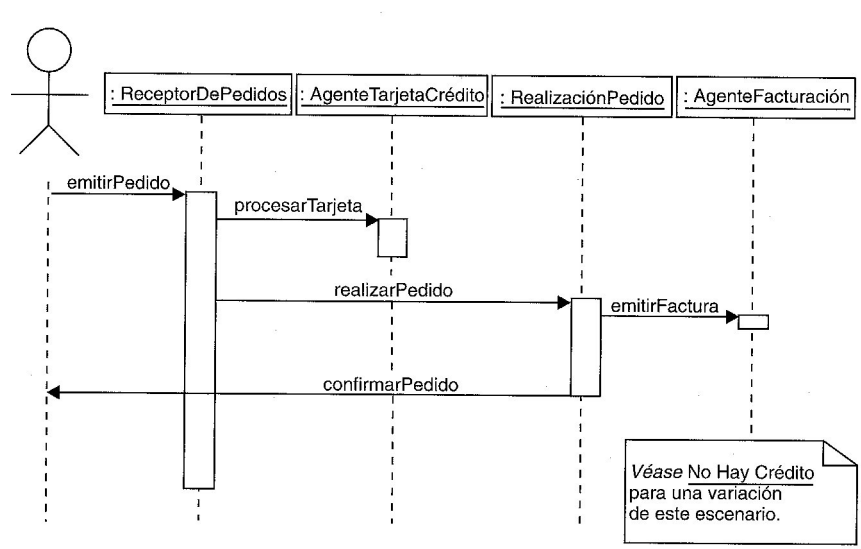 : ReceptorDePedidos
: AgenteTarjetaCrédito
: RealizaciónPedido
: AgenteFacturación
emitirPedido
procesarTarjeta
realizarPedido
emitirFactura
confirmarPedido
Véase No Hay Crédito
para una variación
de este escenario.